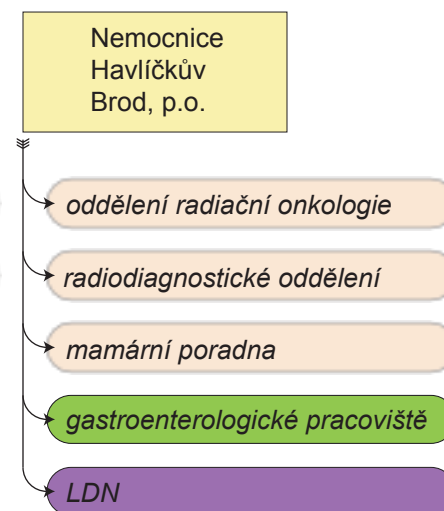 Nemocnice
Havlíčkův
Brod, p.o.
oddělení radiační onkologie
radiodiagnostické oddělení
mamární poradna
gastroenterologické pracoviště
LDN